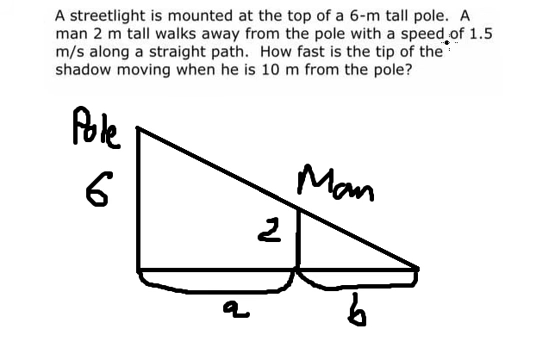 A streetlight is mounted at the top of a 6-m tall pole. A
man 2 m tall walks away from the pole with a speed of 1.5
m/s along a straight path. How fast is the tip of the
shadow moving when he is 10 m from the pole?
Pole
6
Man
2
a
b